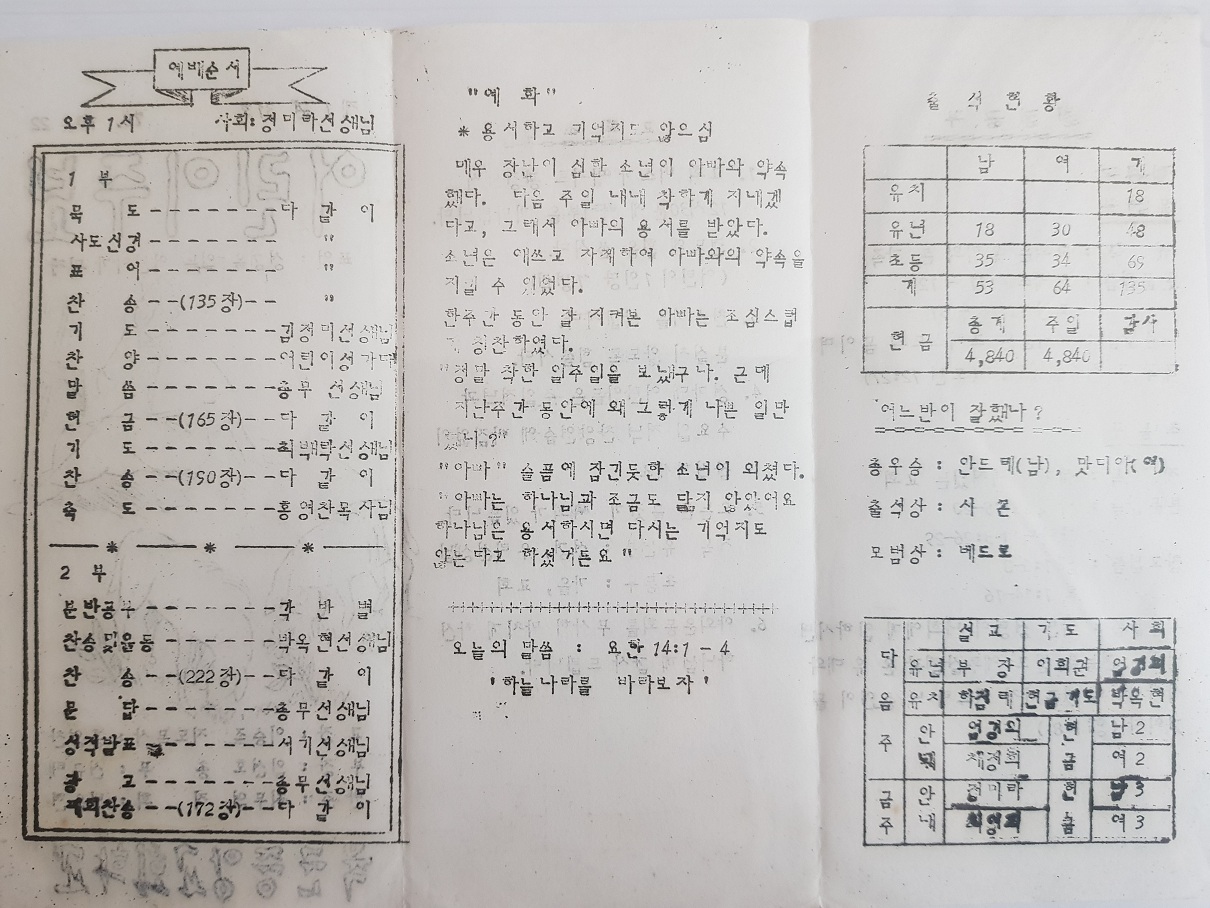 예배순서
오후 1시 사회: 정미라선생님
1 부
묵 도 - - - - - - - 다 같 이
사도신경 - - - - - - - "
표 어 - - - - - - - "
찬 송 - -(135장)- - "
기 도 - - - - - - - 김정미선생님
찬 양 - - - - - - - 어린이성가대
말 씀 - - - - - - - 총무 선생님
헌 금 - -(165장)- - 다 같 이
기 도 - - - - - - - 최백탁선생님
찬 송 - -(190장)- - 다 같 이
축 도 - - - - - - - 홍영찬목사님
2 부
분반공부 - - - - - - - 각 반 별
찬송및율동 - - - - - - 박옥현선생님
찬 송 - -(222장)- - 다 같 이
문 답 - - - - - - - 총무선생님
성적발표 - - - - - - 서기선생님
광 고 - - - - - - - 총무선생님
폐회찬송 - -(172장)- - 다 같 이
"예 화"
* 용서하고 기억지도 않으심
매우 장난이 심한 소년이 아빠와 약속
했다. 다음 주일 내내 착하게 지내겠
다고, 그래서 아빠의 용서를 받았다.
소년은 애쓰고 자제하여 아빠와의 약속을
지킬 수 있었다.
한주간 동안 잘 지켜본 아빠는 조심스럽
게 칭찬하였다.
"정말 착한 일주일을 보냈구나. 근데
지난주간 동안에 왜 그렇게 나쁜 일만
했니?"
"아빠" 슬픔에 잠긴듯한 소년이 외쳤다.
"아빠는 하나님과 조금도 닮지 않았어요
하나님은 용서하시면 다시는 기억지도
않는다고 하셨거든요"
오늘의 말씀 : 요한 14:1 - 4
'하늘나라를 바라보자'
출 석 현 황
남 여 계
유치 18
유년 18 30 48
초등 35 34 69
계 53 64 135
헌 금 총계 주일 감사
4,840 4,840
어느반이 잘했나?
총우승 : 안드레(남), 맛디아(여)
출석상 : 사 몬
모범상 : 베드로
설교 기도 사회
다 유년 부 장 이희권
음 유치 헌금기도 박옥현
주 안 헌 남 2
내 채정희 금 여 2
금 안 정미라 헌 남 3
주 내 금 여 3